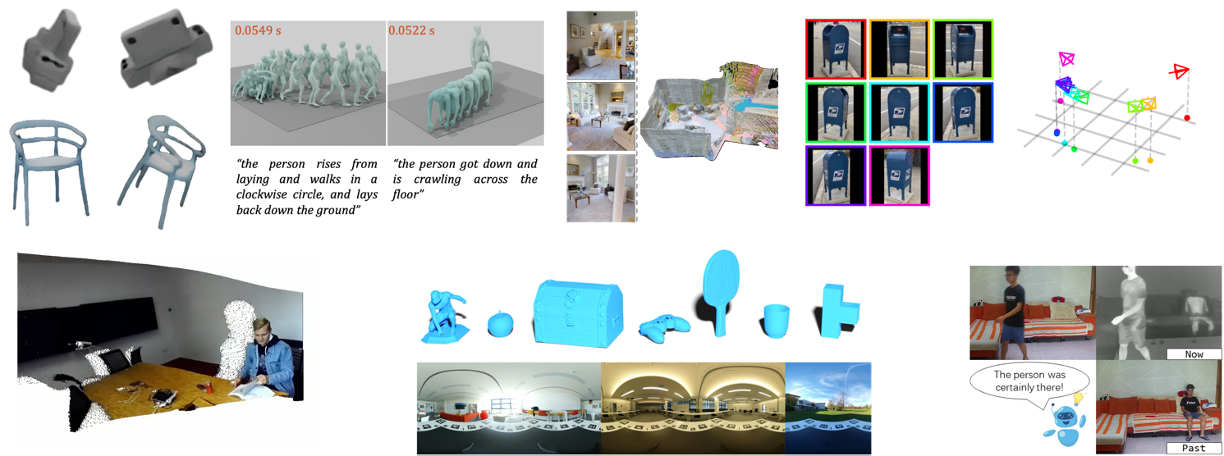 0.0549 s
0.0522 s
"the person rises from
laying and walks in a
clockwise circle, and lays
back down the ground"
"the person got down and
is crawling across the
floor"
Now
The person was
certainly there!
Past